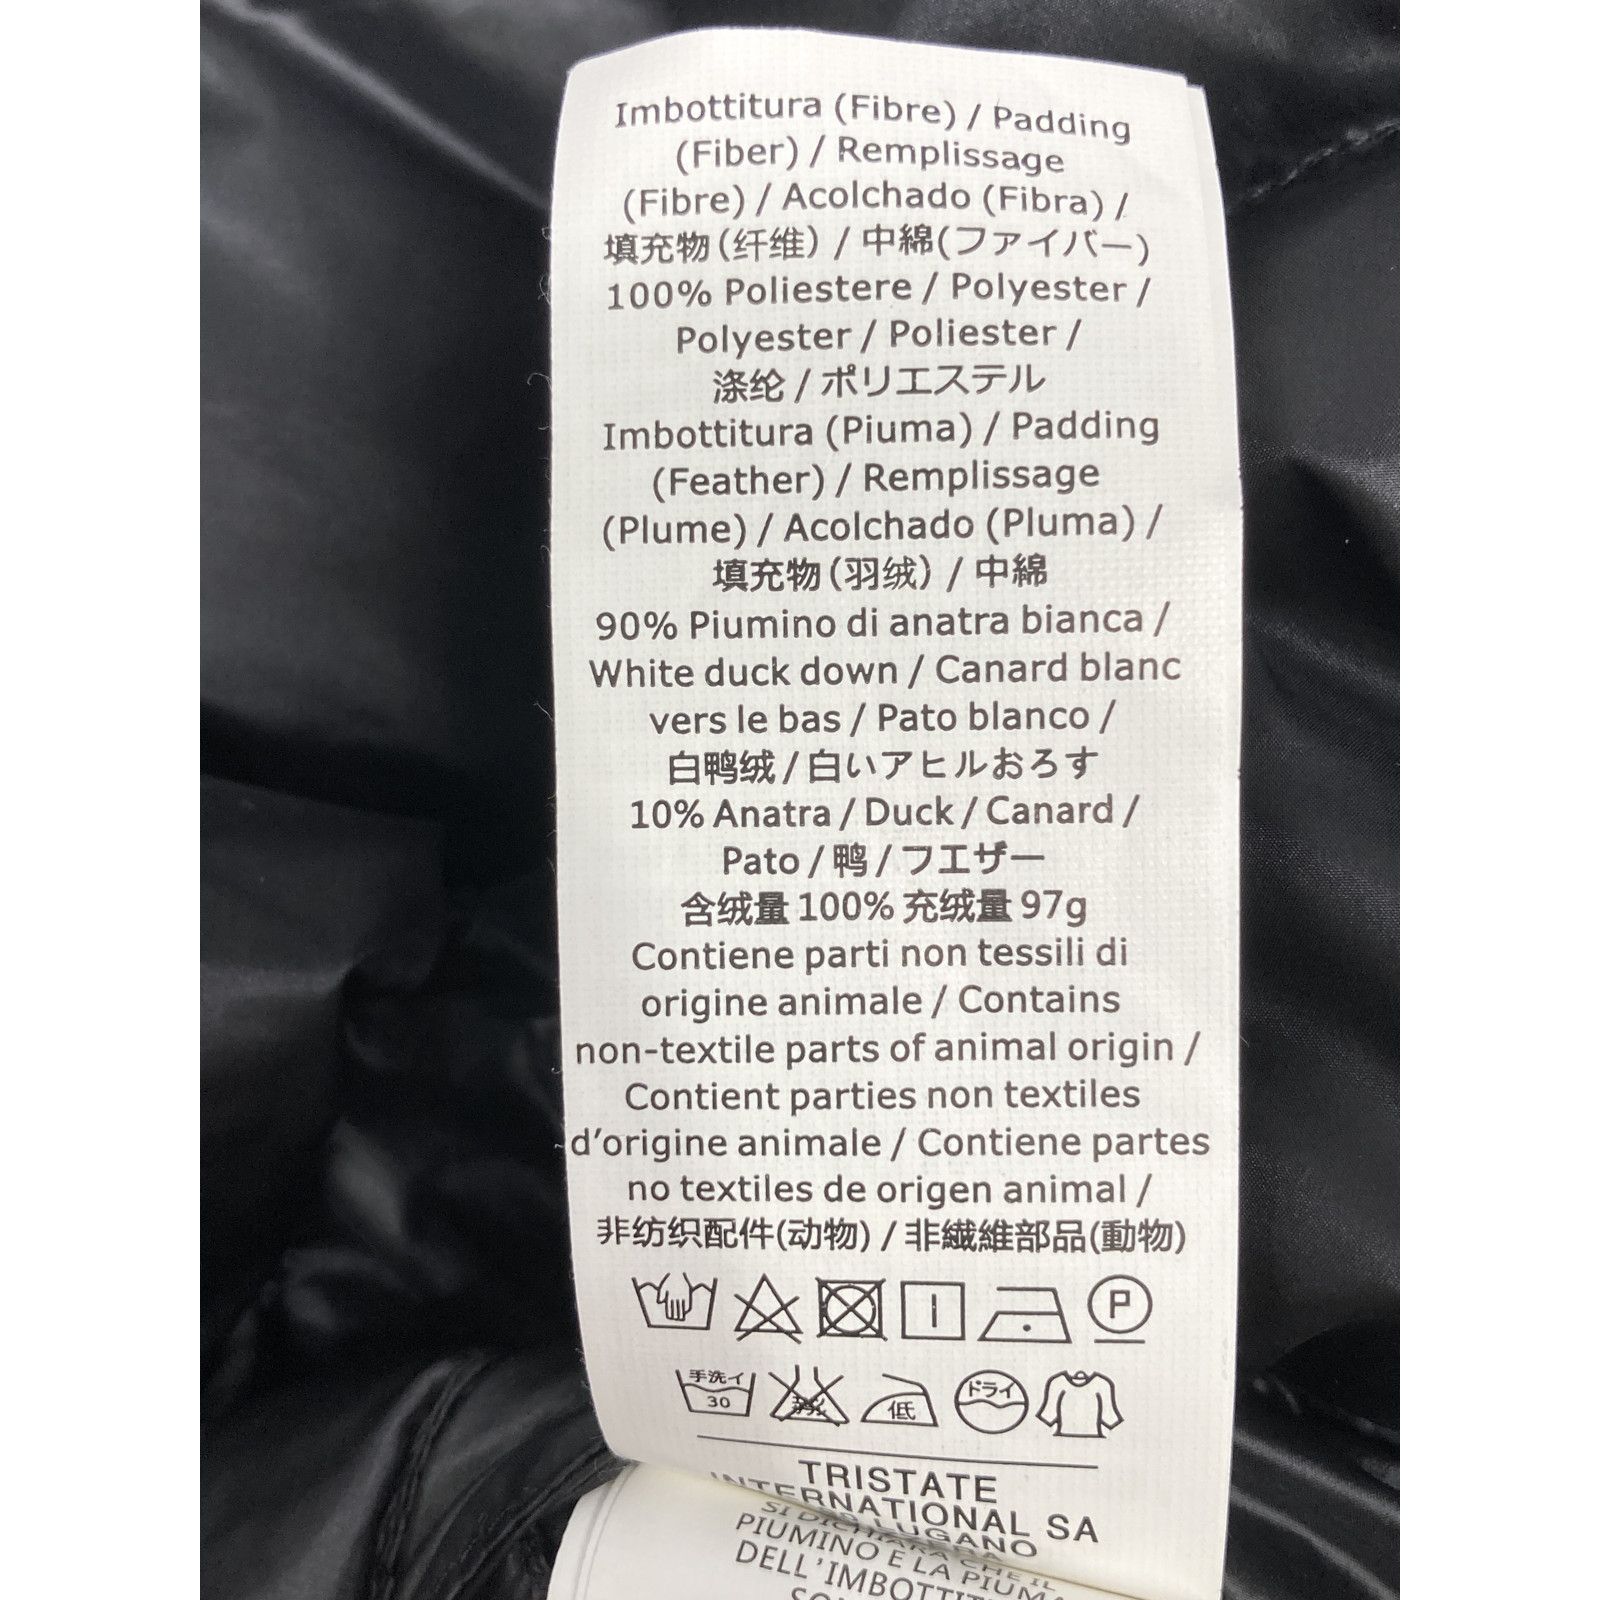 Imbottitura (Fibre) / Padding
(Fiber) / Remplissage
(Fibre) / Acolchado (Fibra) /
填充物 (纤维) / 中綿(ファイバー)
100% Poliestere / Polyester /
Polyester / Poliester /
涤纶 / ポリエステル
Imbottitura (Piuma) / Padding
(Feather) / Remplissage
(Plume) / Acolchado (Pluma) /
填充物 (羽绒) / 中綿
90% Piumino di anatra bianca /
White duck down / Canard blanc
vers le bas / Pato blanco /
白鸭绒 / 白いアヒルおろす
10% Anatra / Duck / Canard /
Pato / 鸭 / フエザー
含绒量 100% 充绒量 97g
Contiene parti non tessili di
origine animale / Contains
non-textile parts of animal origin /
Contient parties non textiles
d'origine animale / Contiene partes
no textiles de origen animal /
非纺织配件(动物) / 非繊維部品(動物)
P
手洗イ 30 低 ドライ
TRISTATE
INTERNATIONAL SA
LUGANO
SI DICHIARA CHE IL
PIUMINO E LA PIUMA
DELL'IMBOTTI